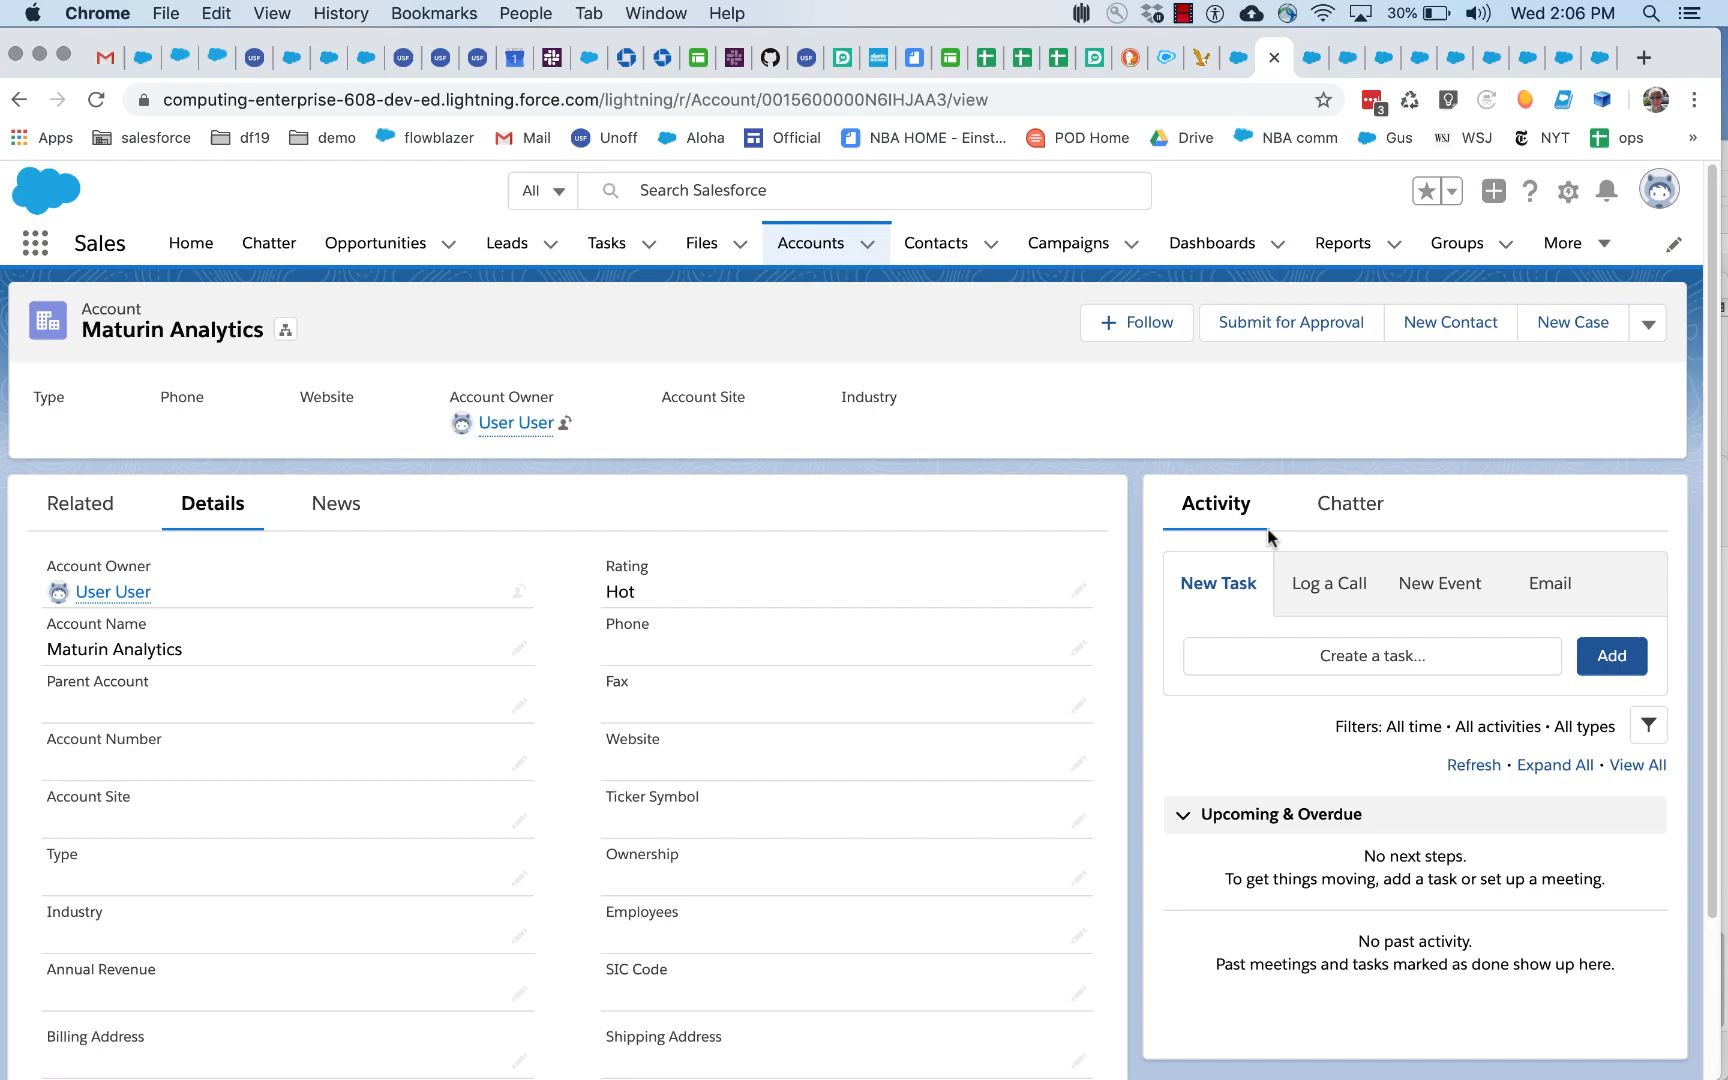 Chrome File Edit View History Bookmarks People Tab Window Help 30% Wed 2:06 PM
computing-enterprise-608-dev-ed.lightning.force.com/lightning/r/Account/0015600000N6IHJAA3/view 3
Apps salesforce df19 demo flowblazer Mail USF Unoff Aloha Official NBA HOME - Einst... POD Home Drive NBA comm Gus WSJ WSJ NYT ops »
All Search Salesforce
Sales Home Chatter Opportunities Leads Tasks Files Accounts Contacts Campaigns Dashboards Reports Groups More
Account
Maturin Analytics
+ Follow Submit for Approval New Contact New Case
Type Phone Website Account Owner Account Site Industry
User User
Related Details News
Account Owner Rating
User User Hot
Account Name Phone
Maturin Analytics
Parent Account Fax
Account Number Website
Account Site Ticker Symbol
Type Ownership
Industry Employees
Annual Revenue SIC Code
Billing Address Shipping Address
Activity Chatter
New Task Log a Call New Event Email
Create a task... Add
Filters: All time • All activities • All types
Refresh • Expand All • View All
Upcoming & Overdue
No next steps.
To get things moving, add a task or set up a meeting.
No past activity.
Past meetings and tasks marked as done show up here.